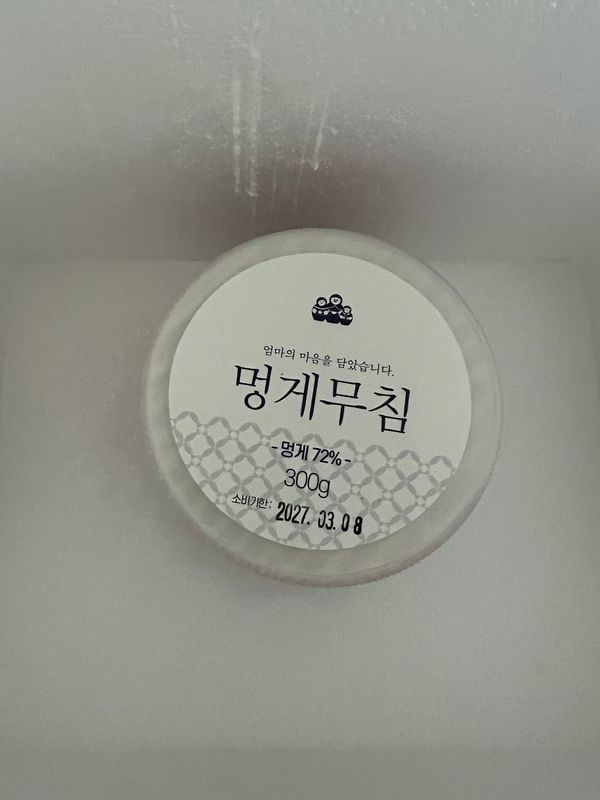 엄마의 마음을 담았습니다.
멍게무침
- 멍게 72% -
300g
소비기한: 2027. 03. 08